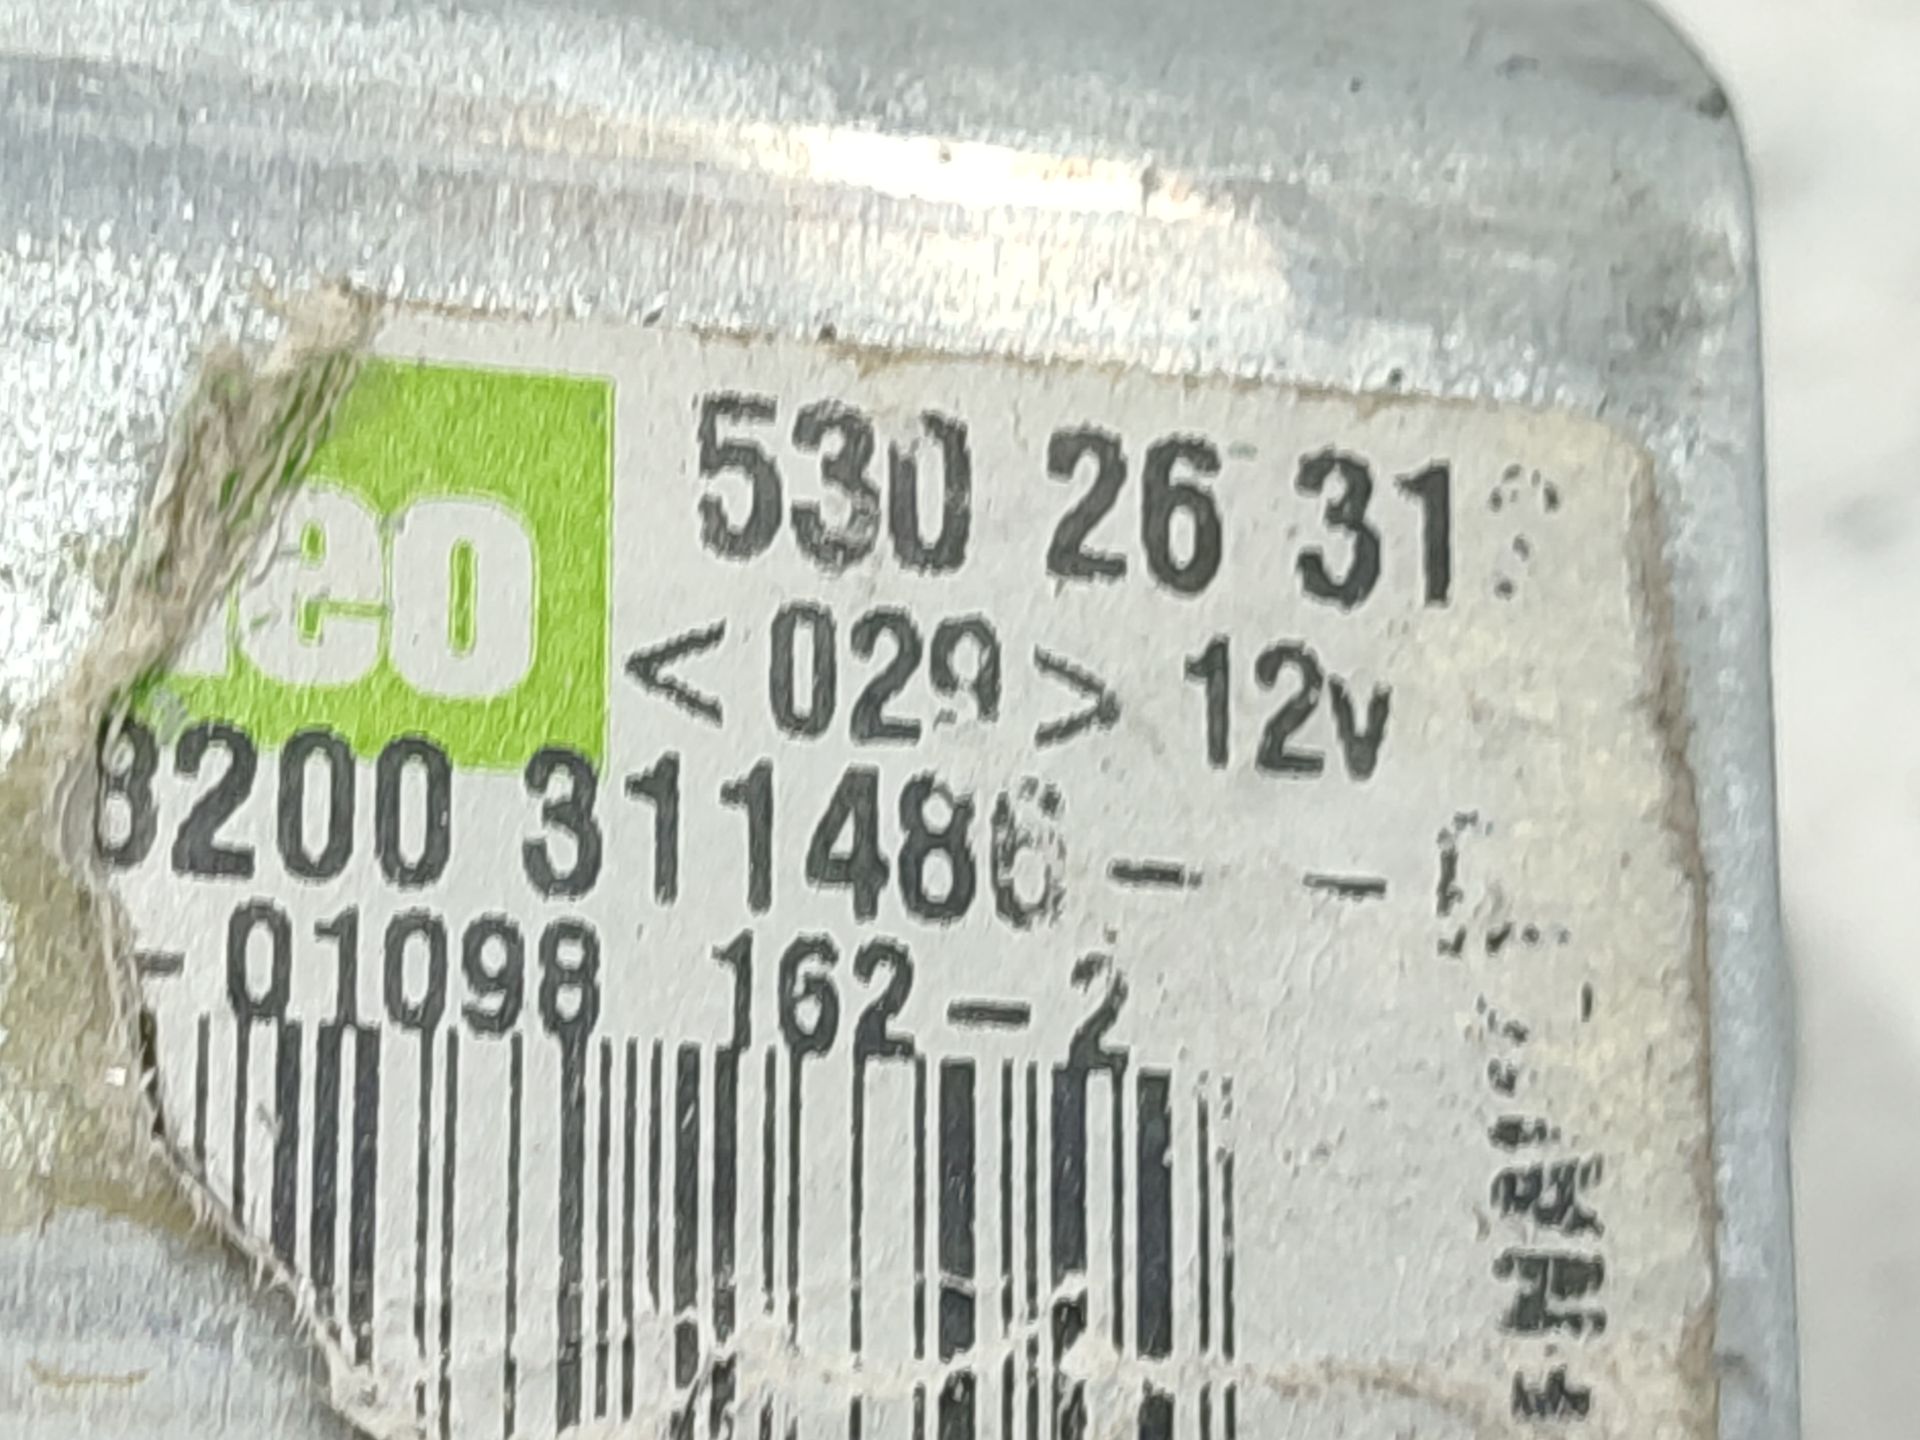 eo
530 26 31
<029> 12v
8200 311486 - -
- 01098 162-2